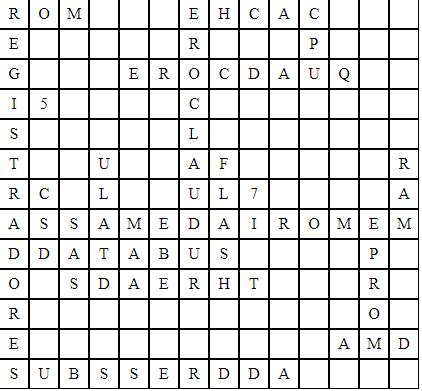 R O M E H C A C
E R P
G E R O C D A U Q
I 5 C
S L
T U A F R
R C L U L 7 A
A S S A M E D A I R O M E M
D D A T A B U S P
O S D A E R H T R
R O
E A M D
S U B S S E R D D A